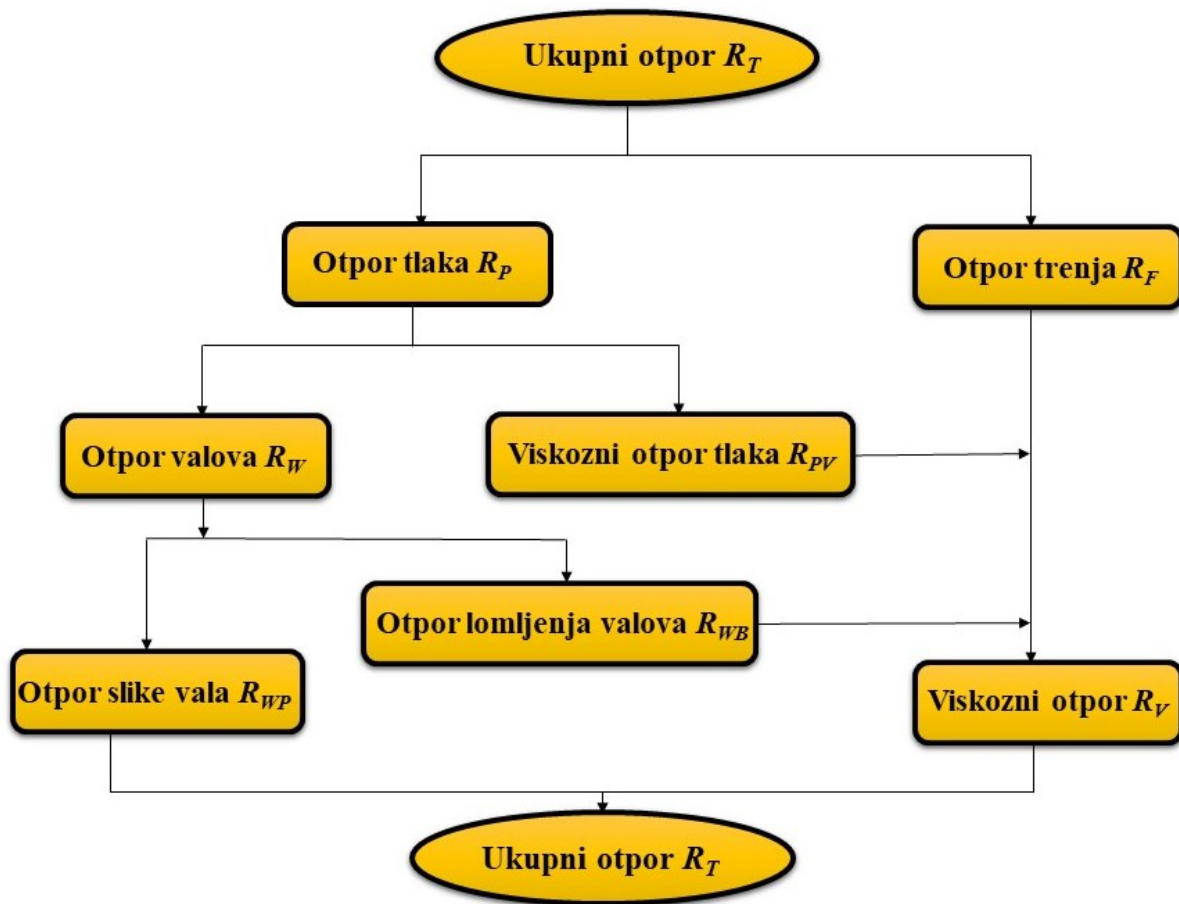 Ukupni otpor R_T
Otpor tlaka R_P
Otpor trenja R_F
Otpor valova R_W
Viskozni otpor tlaka R_PV
Otpor lomljenja valova R_WB
Otpor slike vala R_WP
Viskozni otpor R_V
Ukupni otpor R_T